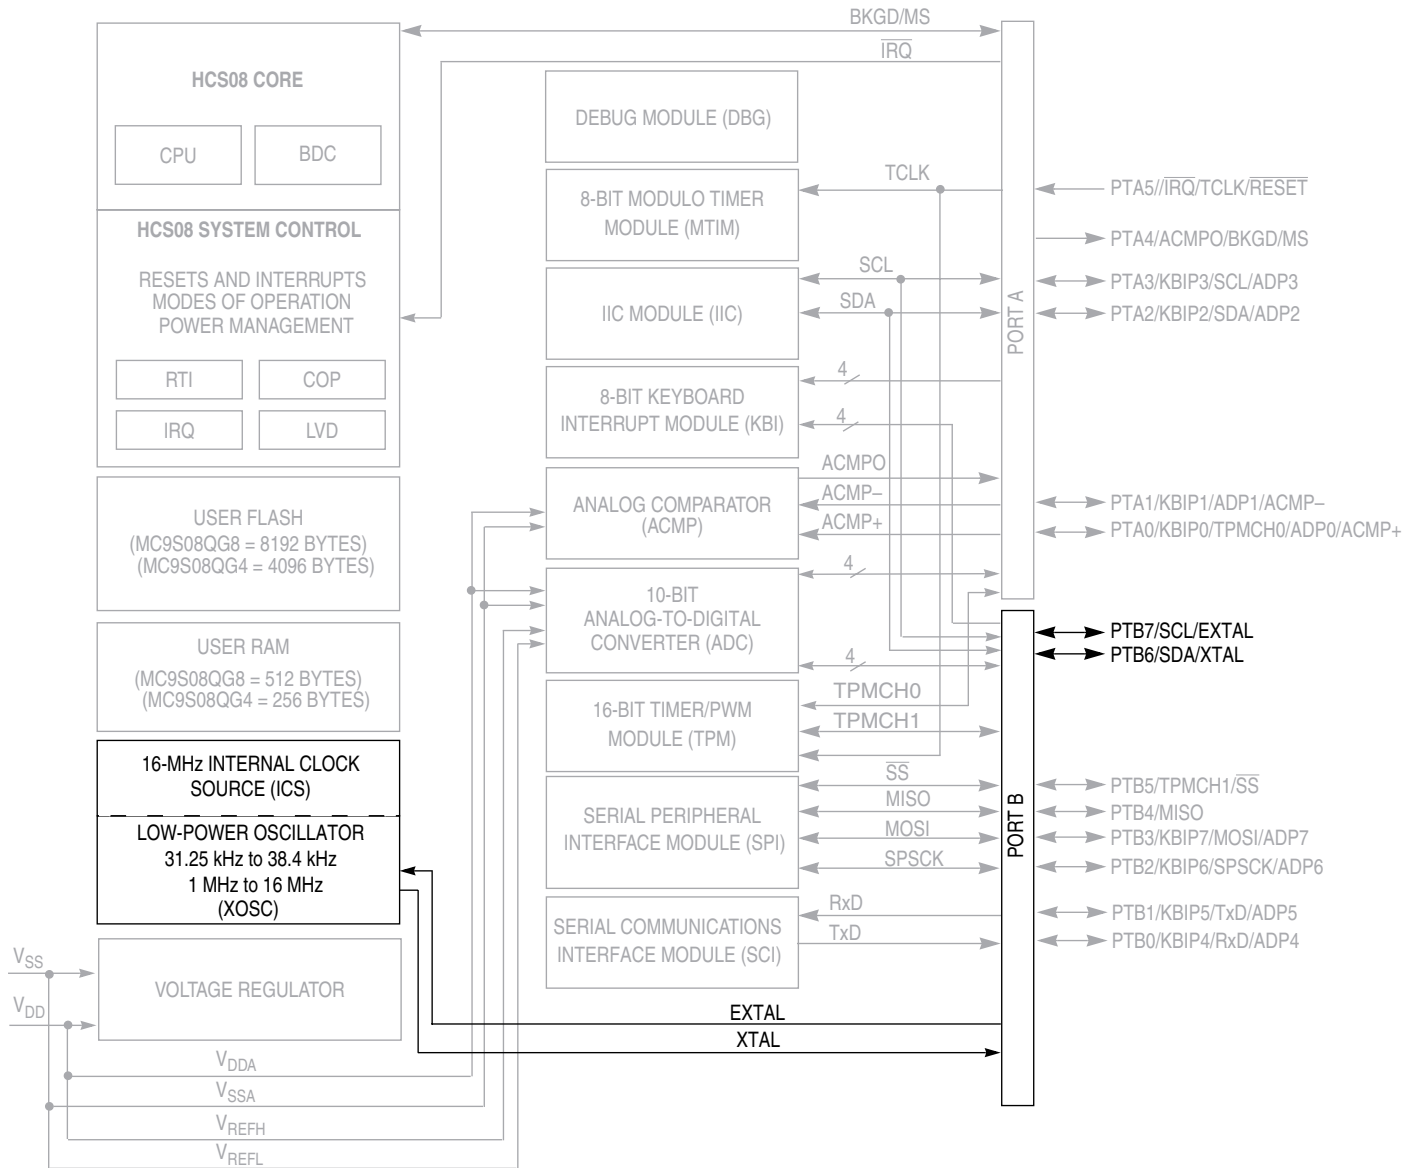 BKGD/MS
IRQ
HCS08 CORE
CPU
BDC
HCS08 SYSTEM CONTROL
RESETS AND INTERRUPTS
MODES OF OPERATION
POWER MANAGEMENT
RTI
COP
IRQ
LVD
USER FLASH
(MC9S08QG8 = 8192 BYTES)
(MC9S08QG4 = 4096 BYTES)
USER RAM
(MC9S08QG8 = 512 BYTES)
(MC9S08QG4 = 256 BYTES)
16-MHz INTERNAL CLOCK
SOURCE (ICS)
LOW-POWER OSCILLATOR
31.25 kHz to 38.4 kHz
1 MHz to 16 MHz
(XOSC)
VSS
VDD
VOLTAGE REGULATOR
VDDA
VSSA
VREFH
VREFL
DEBUG MODULE (DBG)
8-BIT MODULO TIMER
MODULE (MTIM)
TCLK
IIC MODULE (IIC)
SCL
SDA
8-BIT KEYBOARD
INTERRUPT MODULE (KBI)
4
4
ANALOG COMPARATOR
(ACMP)
ACMPO
ACMP–
ACMP+
10-BIT
ANALOG-TO-DIGITAL
CONVERTER (ADC)
4
4
16-BIT TIMER/PWM
MODULE (TPM)
TPMCH0
TPMCH1
SERIAL PERIPHERAL
INTERFACE MODULE (SPI)
SS
MISO
MOSI
SPSCK
SERIAL COMMUNICATIONS
INTERFACE MODULE (SCI)
RxD
TxD
EXTAL
XTAL
PORT A
PORT B
PTA5//IRQ/TCLK/RESET
PTA4/ACMPO/BKGD/MS
PTA3/KBIP3/SCL/ADP3
PTA2/KBIP2/SDA/ADP2
PTA1/KBIP1/ADP1/ACMP–
PTA0/KBIP0/TPMCH0/ADP0/ACMP+
PTB7/SCL/EXTAL
PTB6/SDA/XTAL
PTB5/TPMCH1/SS
PTB4/MISO
PTB3/KBIP7/MOSI/ADP7
PTB2/KBIP6/SPSCK/ADP6
PTB1/KBIP5/TxD/ADP5
PTB0/KBIP4/RxD/ADP4